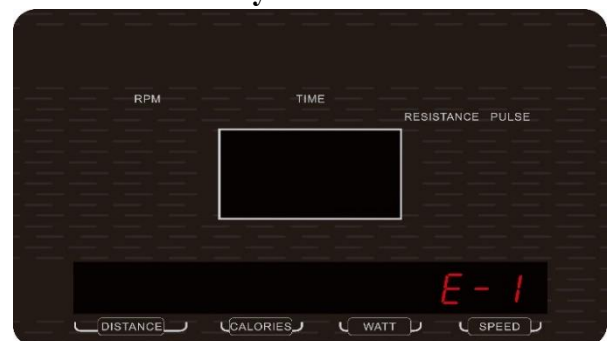 RPM TIME
RESISTANCE PULSE
E-1
DISTANCE CALORIES WATT SPEED